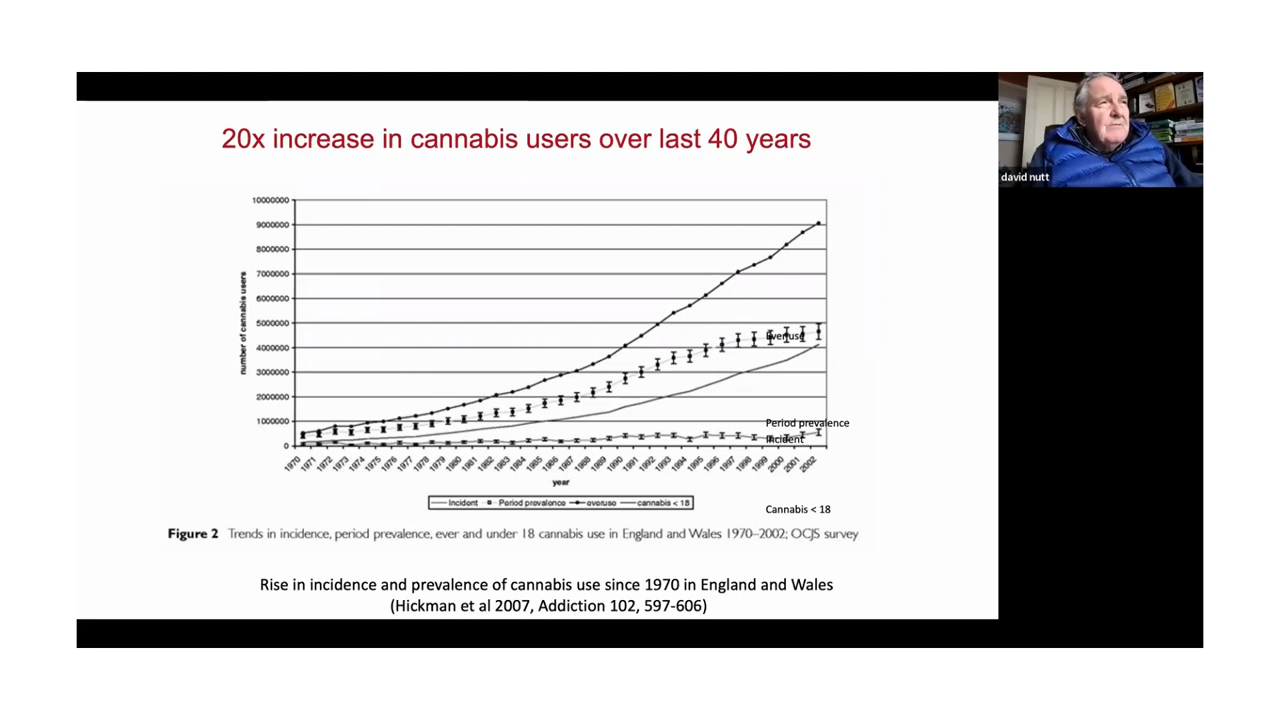 20x increase in cannabis users over last 40 years
david nutt
10000000
9000000
8000000
7000000
6000000
5000000
4000000
3000000
2000000
1000000
0
number of cannabis users
1970 1971 1972 1973 1974 1975 1976 1977 1978 1979 1980 1981 1982 1983 1984 1985 1986 1987 1988 1989 1990 1991 1992 1993 1994 1995 1996 1997 1998 1999 2000 2001 2002
year
Everuse
Period prevalence
Incident
Incident Period prevalence everuse cannabis < 18
Cannabis < 18
Figure 2 Trends in incidence, period prevalence, ever and under 18 cannabis use in England and Wales 1970–2002; OCJS survey
Rise in incidence and prevalence of cannabis use since 1970 in England and Wales
(Hickman et al 2007, Addiction 102, 597-606)